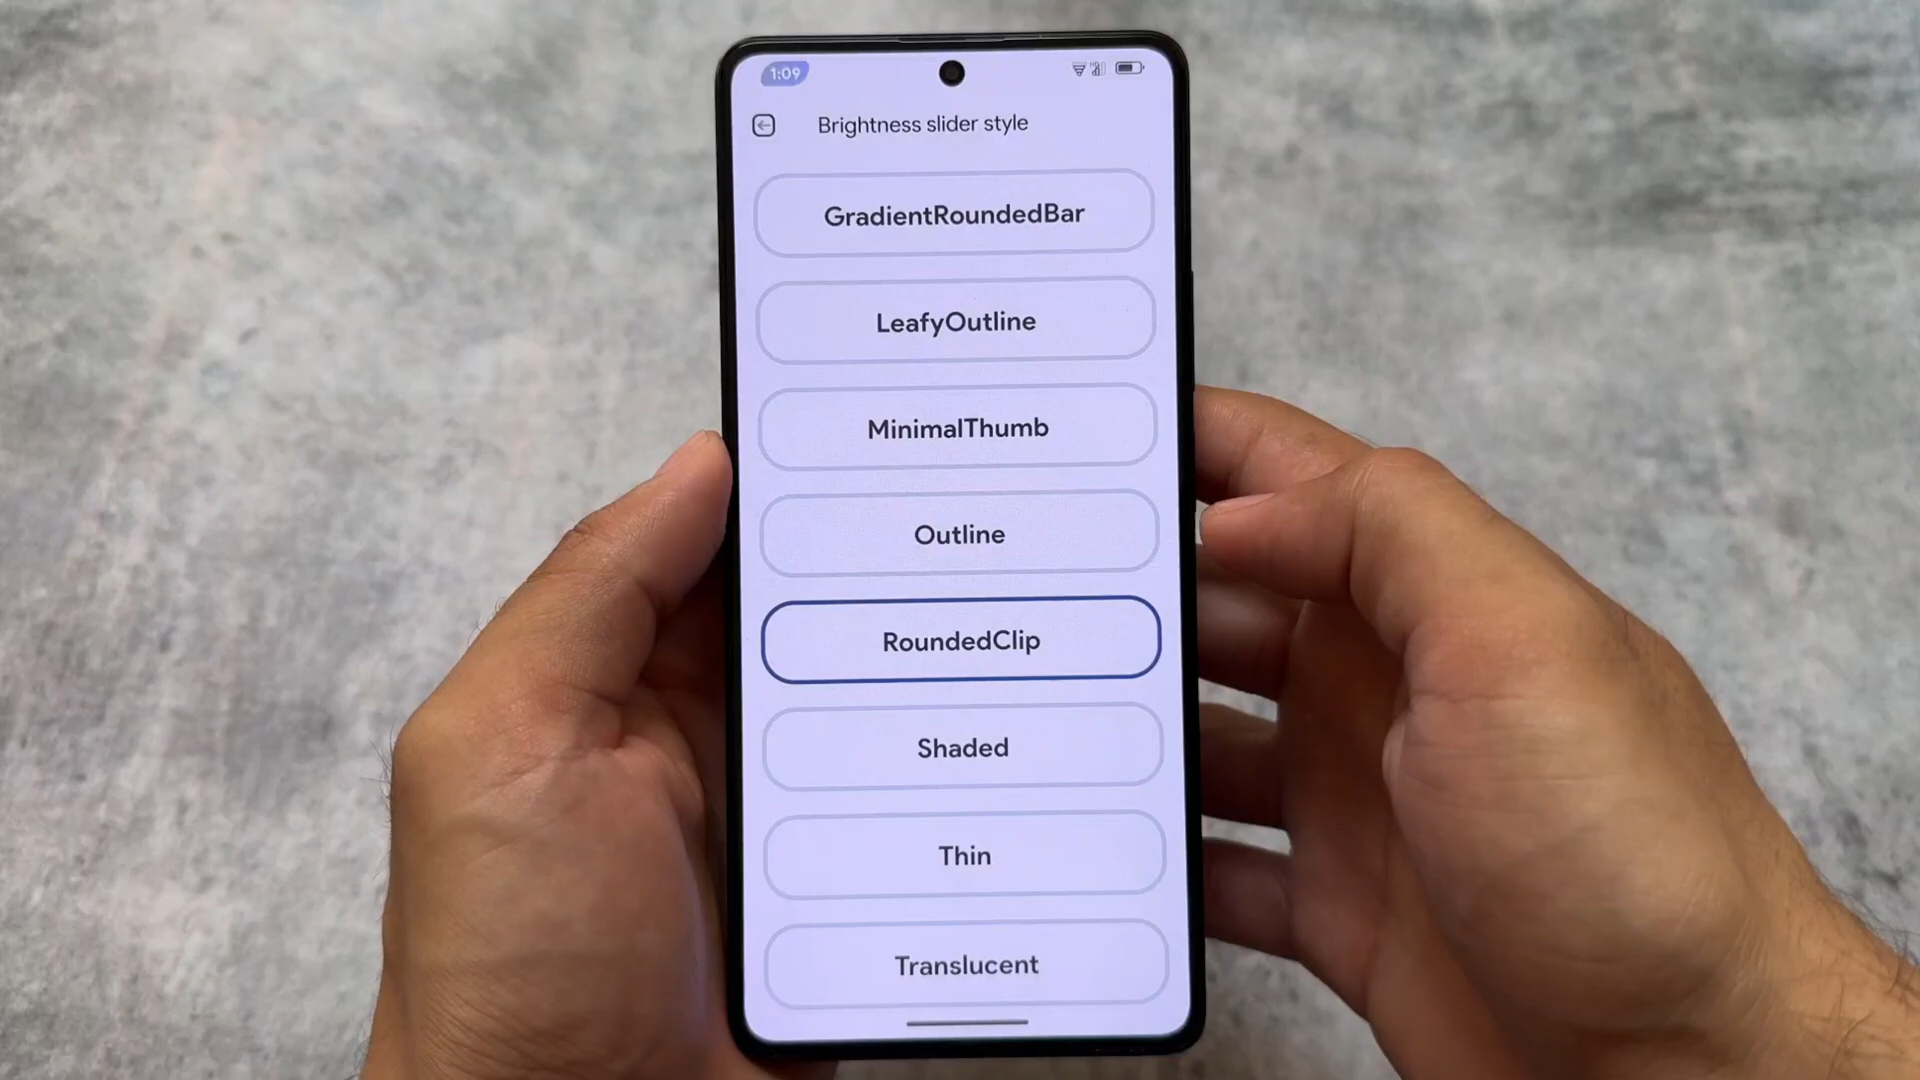 1:09
Brightness slider style
GradientRoundedBar
LeafyOutline
MinimalThumb
Outline
RoundedClip
Shaded
Thin
Translucent